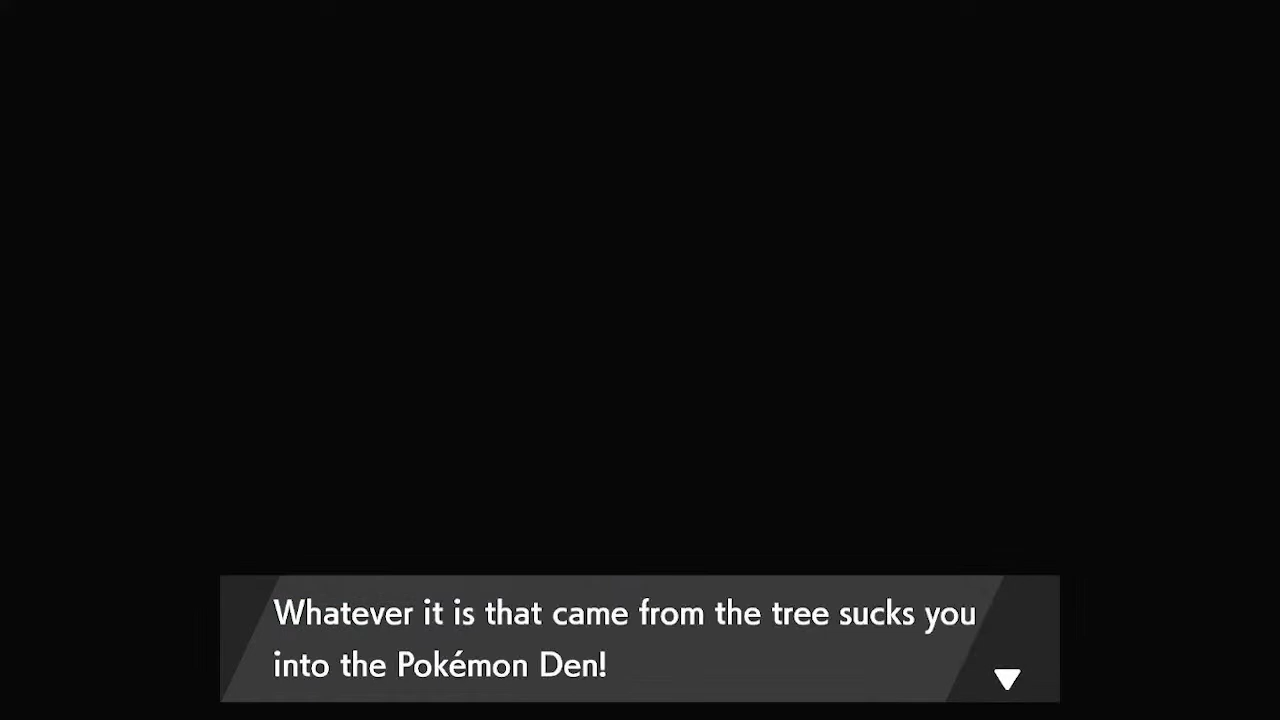 Whatever it is that came from the tree sucks you
into the Pokémon Den!